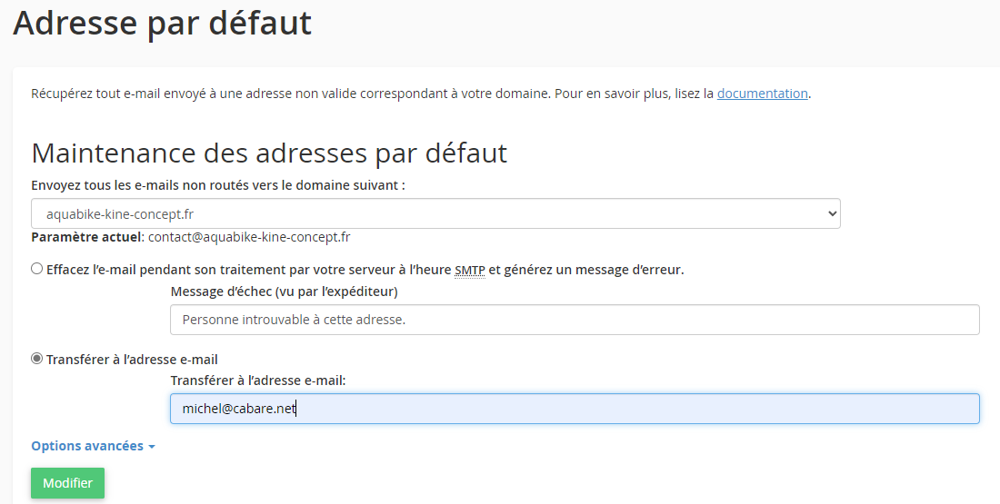 Adresse par défaut
Récupérez tout e-mail envoyé à une adresse non valide correspondant à votre domaine. Pour en savoir plus, lisez la documentation.
Maintenance des adresses par défaut
Envoyez tous les e-mails non routés vers le domaine suivant :
aquabike-kine-concept.fr
Paramètre actuel: contact@aquabike-kine-concept.fr
Effacez l’e-mail pendant son traitement par votre serveur à l’heure SMTP et générez un message d’erreur.
Message d’échec (vu par l’expéditeur)
Personne introuvable à cette adresse.
Transférer à l’adresse e-mail
Transférer à l’adresse e-mail:
michel@cabare.net
Options avancées
Modifier